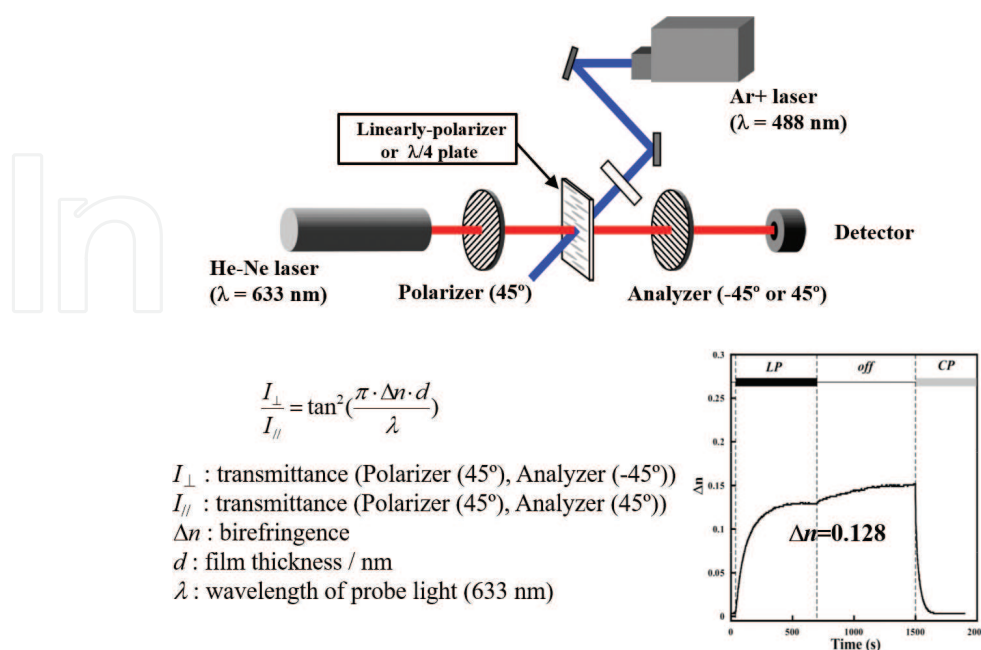 Ar+ laser
(λ = 488 nm)
Linearly-polarizer
or λ/4 plate
In
Detector
He-Ne laser
(λ = 633 nm)
Polarizer (45º)
Analyzer (-45º or 45º)
I⊥ / I// = tan²(π · Δn · d / λ)
I⊥ : transmittance (Polarizer (45º), Analyzer (-45º))
I// : transmittance (Polarizer (45º), Analyzer (45º))
Δn : birefringence
d : film thickness / nm
λ : wavelength of probe light (633 nm)
0.3
LP off CP
0.25
0.2
Δn
0.15
Δn=0.128
0.1
0.05
0
0 500 1000 1500 200
Time (s)